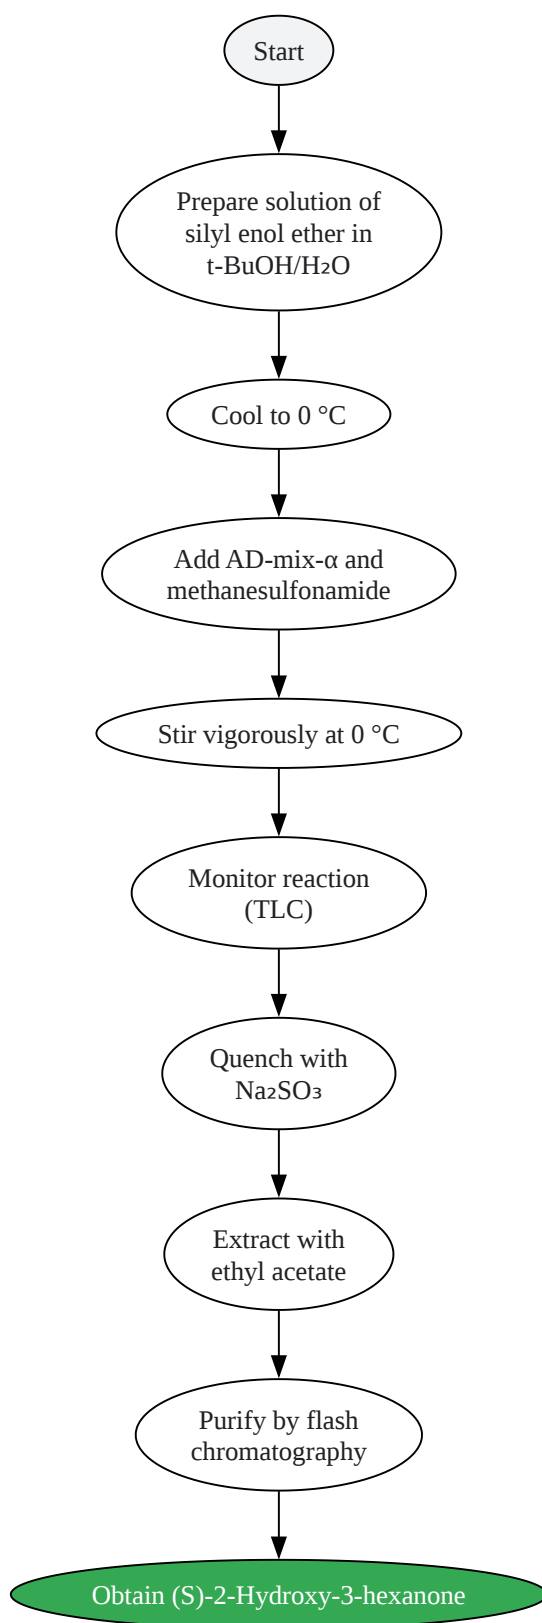 Start
Prepare solution of
silyl enol ether in
t-BuOH/H₂O
Cool to 0 °C
Add AD-mix-α and
methanesulfonamide
Stir vigorously at 0 °C
Monitor reaction
(TLC)
Quench with
Na₂SO₃
Extract with
ethyl acetate
Purify by flash
chromatography
Obtain (S)-2-Hydroxy-3-hexanone